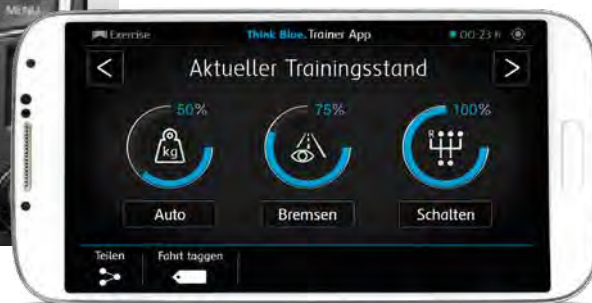 MENU
Exercise Think Blue. Trainer App 00:23 h
< Aktueller Trainingsstand >
50% 75% 100%
kg R
Auto Bremsen Schalten
Teilen Fahrt taggen